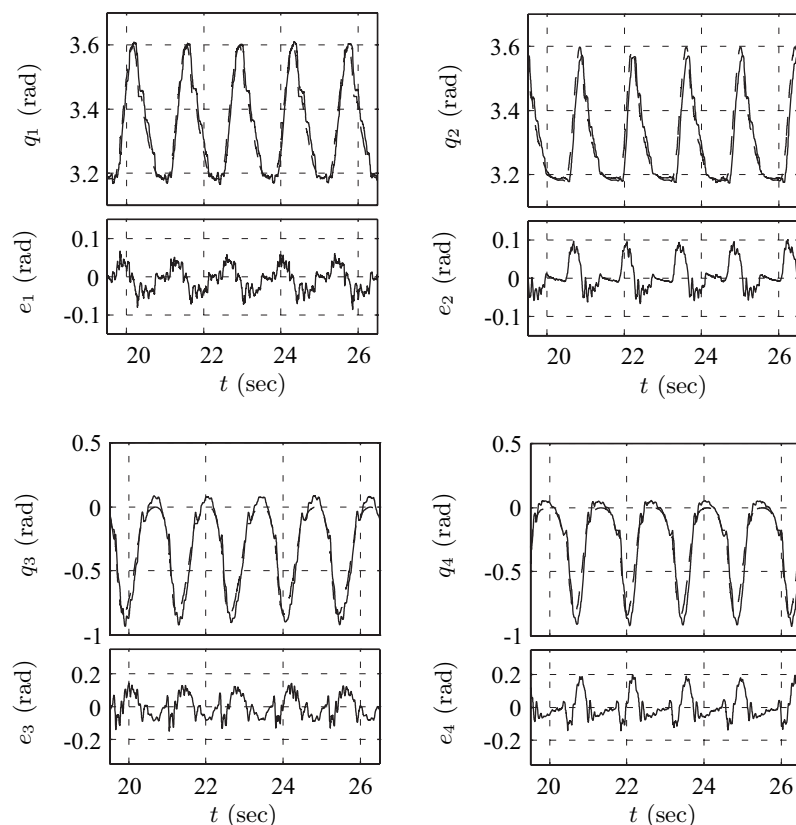 q1 (rad)
3.6
3.4
3.2
e1 (rad)
0.1
0
-0.1
20 22 24 26
t (sec)
q2 (rad)
3.6
3.4
3.2
e2 (rad)
0.1
0
-0.1
20 22 24 26
t (sec)
q3 (rad)
0.5
0
-0.5
-1
e3 (rad)
0.2
0
-0.2
20 22 24 26
t (sec)
q4 (rad)
0.5
0
-0.5
-1
e4 (rad)
0.2
0
-0.2
20 22 24 26
t (sec)